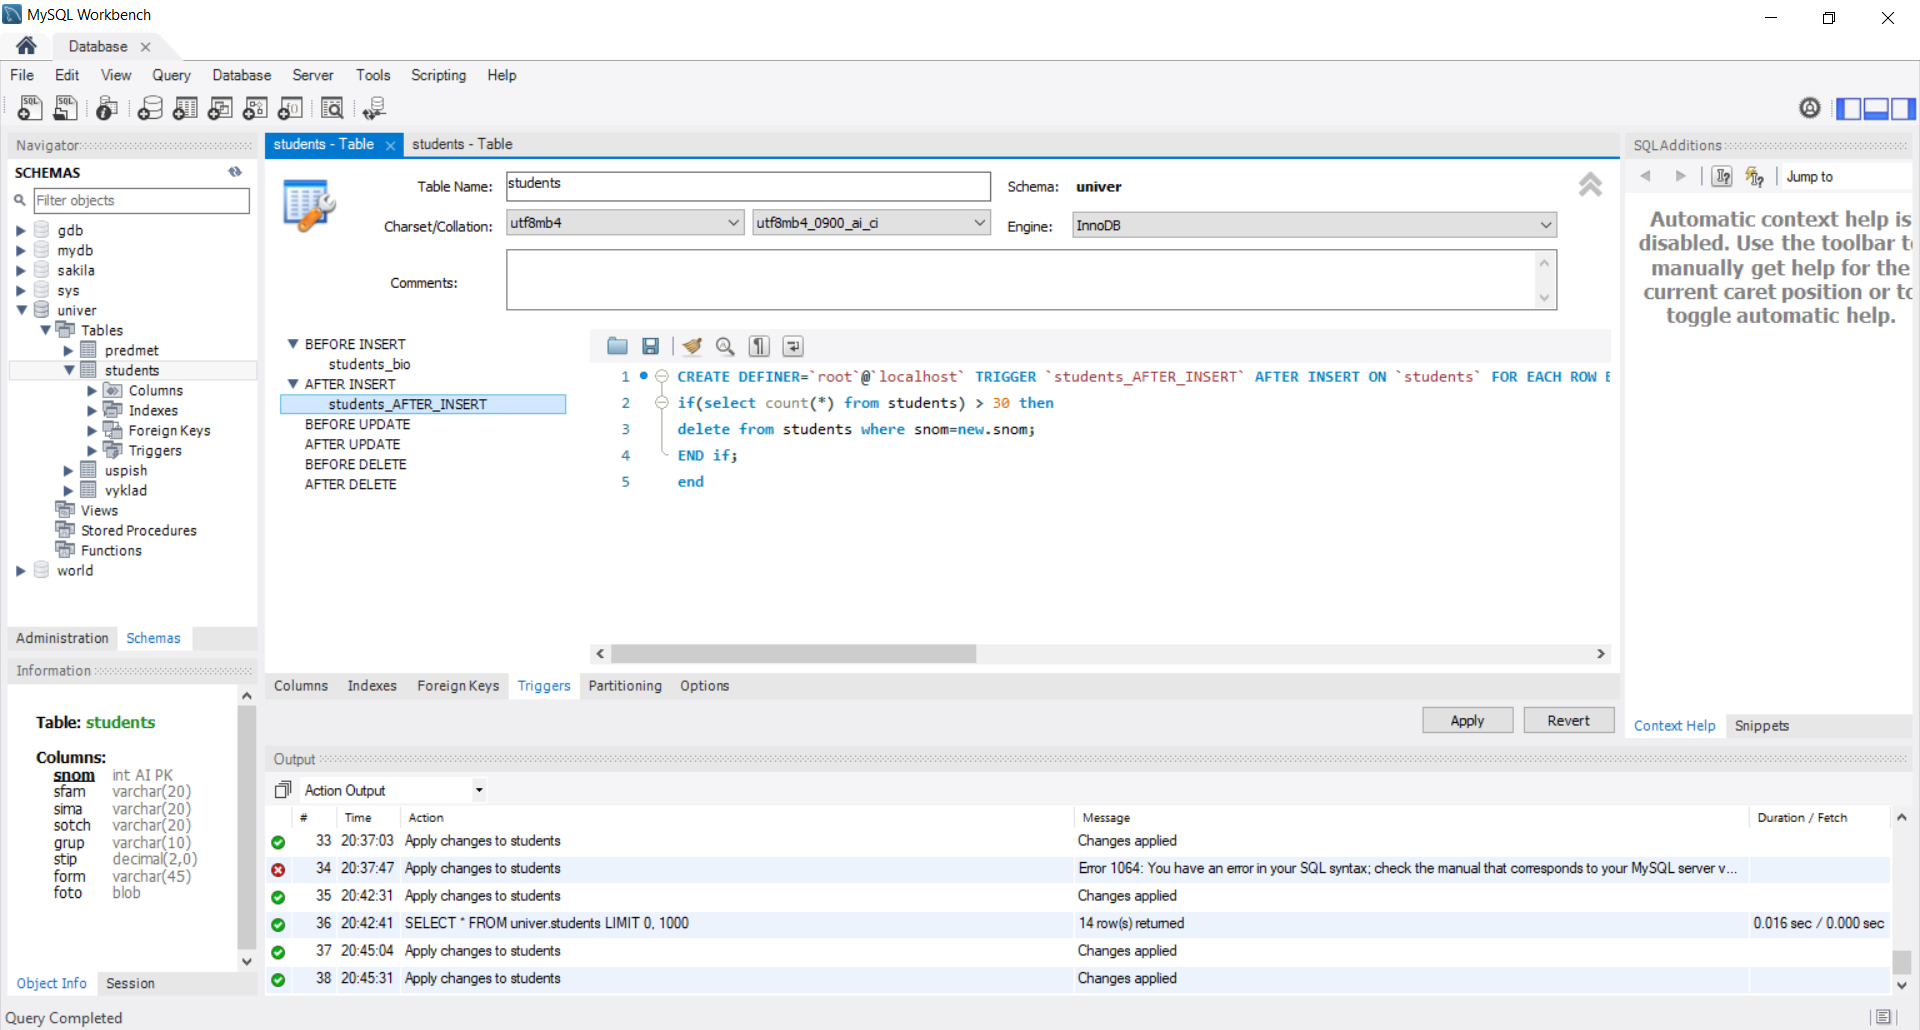 MySQL Workbench
Database
File Edit View Query Database Server Tools Scripting Help
Navigator
SCHEMAS
Filter objects
gdb
mydb
sakila
sys
univer
Tables
predmet
students
Columns
Indexes
Foreign Keys
Triggers
uspish
vyklad
Views
Stored Procedures
Functions
world
Administration Schemas
Information
Table: students
Columns:
snom int AI PK
sfam varchar(20)
sima varchar(20)
sotch varchar(20)
grup varchar(10)
stip decimal(2,0)
form varchar(45)
foto blob
Object Info Session
Query Completed
students - Table students - Table
Table Name: students Schema: univer
Charset/Collation: utf8mb4 utf8mb4_0900_ai_ci Engine: InnoDB
Comments:
BEFORE INSERT
students_bio
AFTER INSERT
students_AFTER_INSERT
BEFORE UPDATE
AFTER UPDATE
BEFORE DELETE
AFTER DELETE
1 CREATE DEFINER=`root`@`localhost` TRIGGER `students_AFTER_INSERT` AFTER INSERT ON `students` FOR EACH ROW
2 if(select count(*) from students) > 30 then
3 delete from students where snom=new.snom;
4 END if;
5 end
Columns Indexes Foreign Keys Triggers Partitioning Options
Apply Revert
SQLAdditions
Jump to
Automatic context help is
disabled. Use the toolbar
manually get help for the
current caret position or
toggle automatic help.
Context Help Snippets
Output
Action Output
# Time Action Message Duration / Fetch
33 20:37:03 Apply changes to students Changes applied
34 20:37:47 Apply changes to students Error 1064: You have an error in your SQL syntax; check the manual that corresponds to your MySQL server v...
35 20:42:31 Apply changes to students Changes applied
36 20:42:41 SELECT * FROM univer.students LIMIT 0, 1000 14 row(s) returned 0.016 sec / 0.000 sec
37 20:45:04 Apply changes to students Changes applied
38 20:45:31 Apply changes to students Changes applied